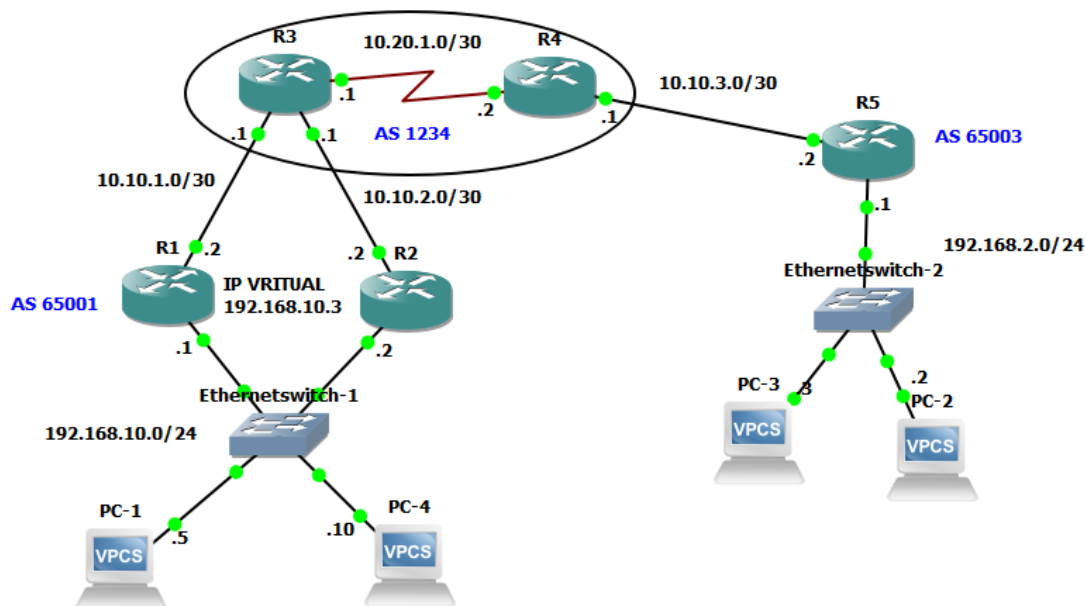 R3
10.20.1.0/30
R4
.1
.2
10.10.3.0/30
.1
.1
AS 1234
.1
R5
AS 65003
.2
10.10.1.0/30
10.10.2.0/30
.1
R1
.2
.2
R2
192.168.2.0/24
Ethernetswitch-2
IP VRITUAL
192.168.10.3
AS 65001
.1
.2
Ethernetswitch-1
PC-3
.3
.2
PC-2
192.168.10.0/24
VPCS
VPCS
PC-1
.5
PC-4
.10
VPCS
VPCS